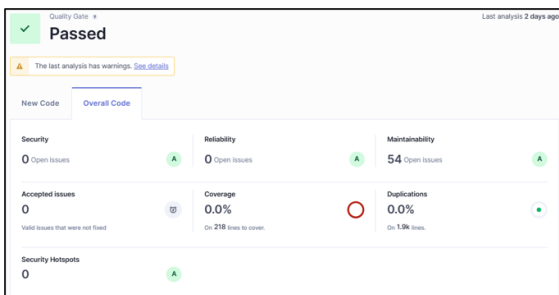 Quality Gate
Last analysis 2 days ago
Passed
The last analysis has warnings. See details
New Code
Overall Code
Security
Reliability
Maintainability
0 Open issues
A
0 Open issues
A
54 Open issues
A
Accepted issues
Coverage
Duplications
0
0.0%
0.0%
Valid issues that were not fixed
On 218 lines to cover.
On 1.9k lines.
Security Hotspots
0
A